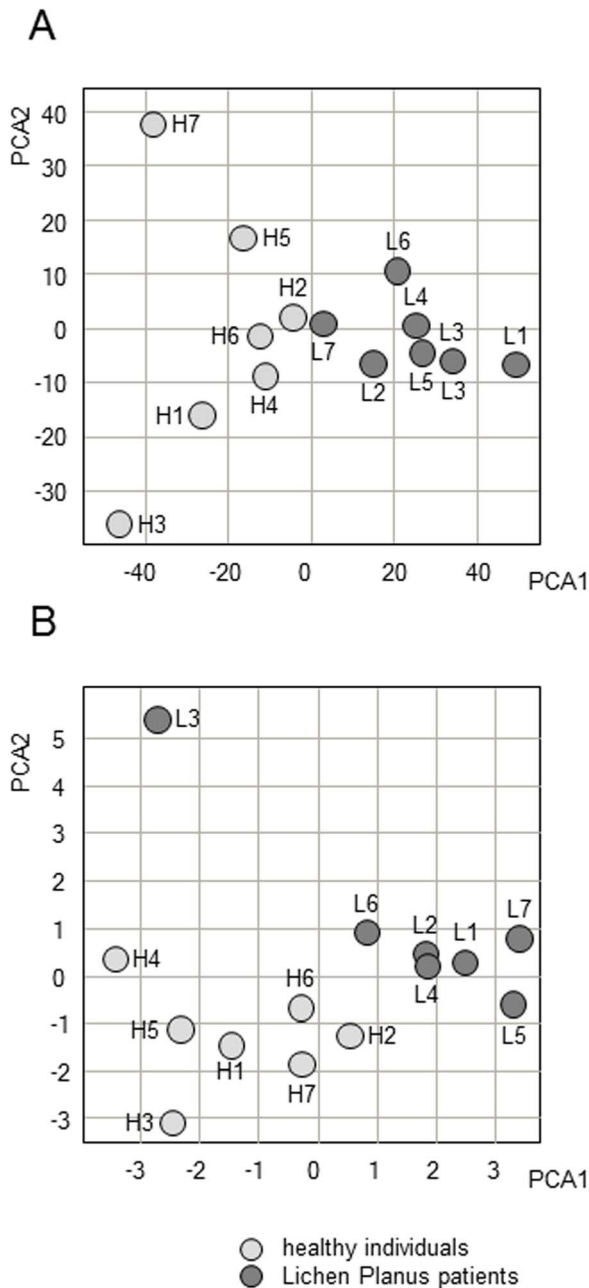 A
PCA2
40
30
20
10
0
-10
-20
-30
H7
H5
L6
H2
L4
H6
L7
L3
L1
L2
L5
L3
H4
H1
H3
-40 -20 0 20 40 PCA1
B
PCA2
5
4
3
2
1
0
-1
-2
-3
L3
L6
L2
L1
L7
H4
L4
H6
H5
H2
L5
H1
H7
H3
-3 -2 -1 0 1 2 3 PCA1
healthy individuals
Lichen Planus patients